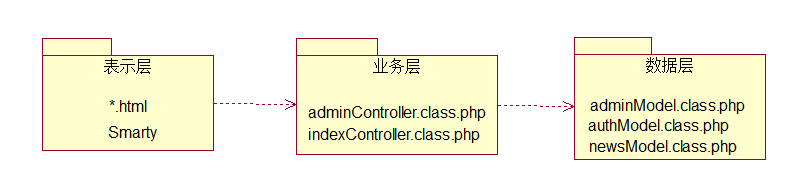 表示层
*.html
Smarty
业务层
adminController.class.php
indexController.class.php
数据层
adminModel.class.php
authModel.class.php
newsModel.class.php